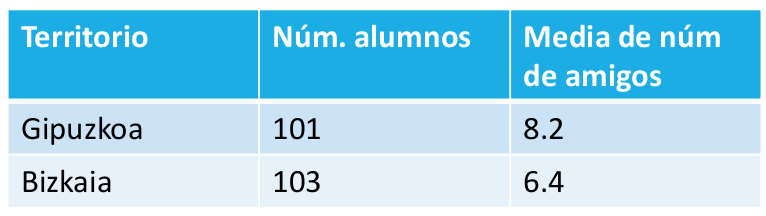 Territorio Núm. alumnos Media de núm de amigos
Gipuzkoa 101 8.2
Bizkaia 103 6.4